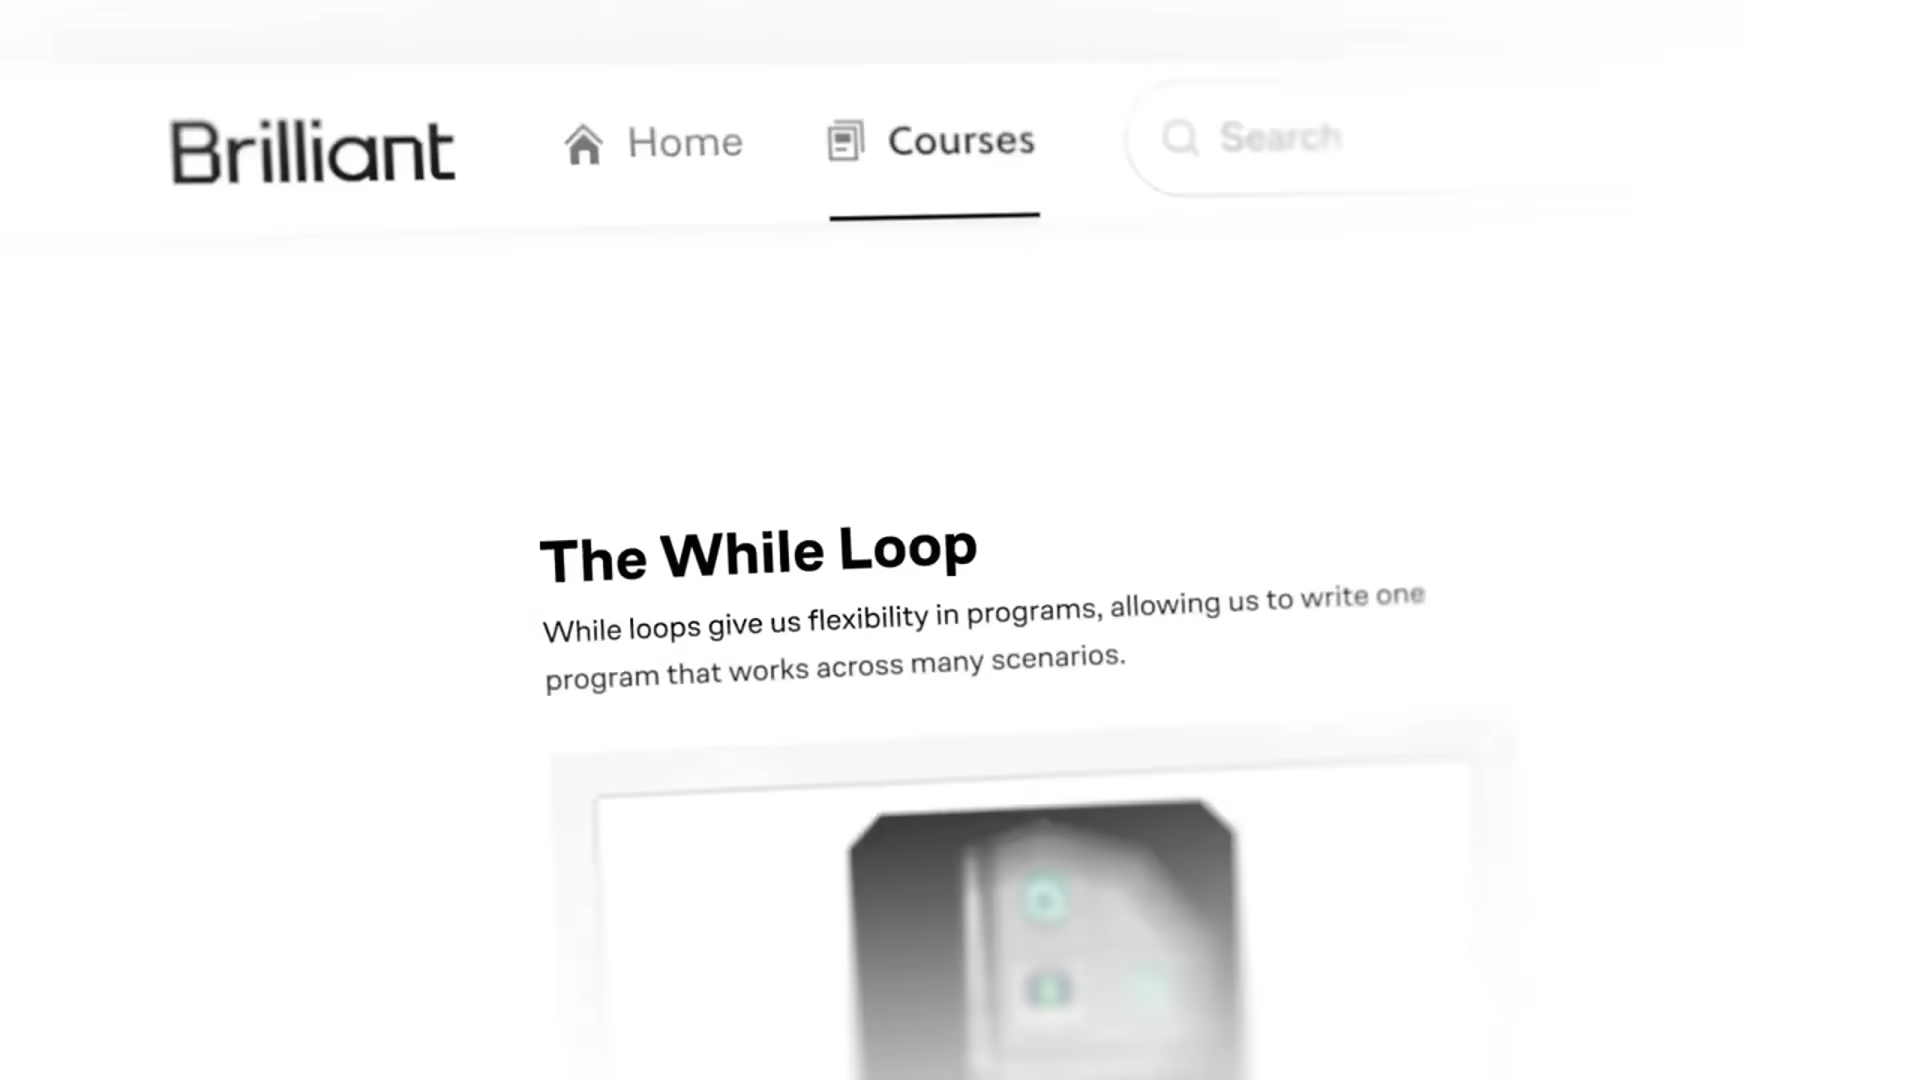 Brilliant
Home
Courses
Search
The While Loop
While loops give us flexibility in programs, allowing us to write one
program that works across many scenarios.